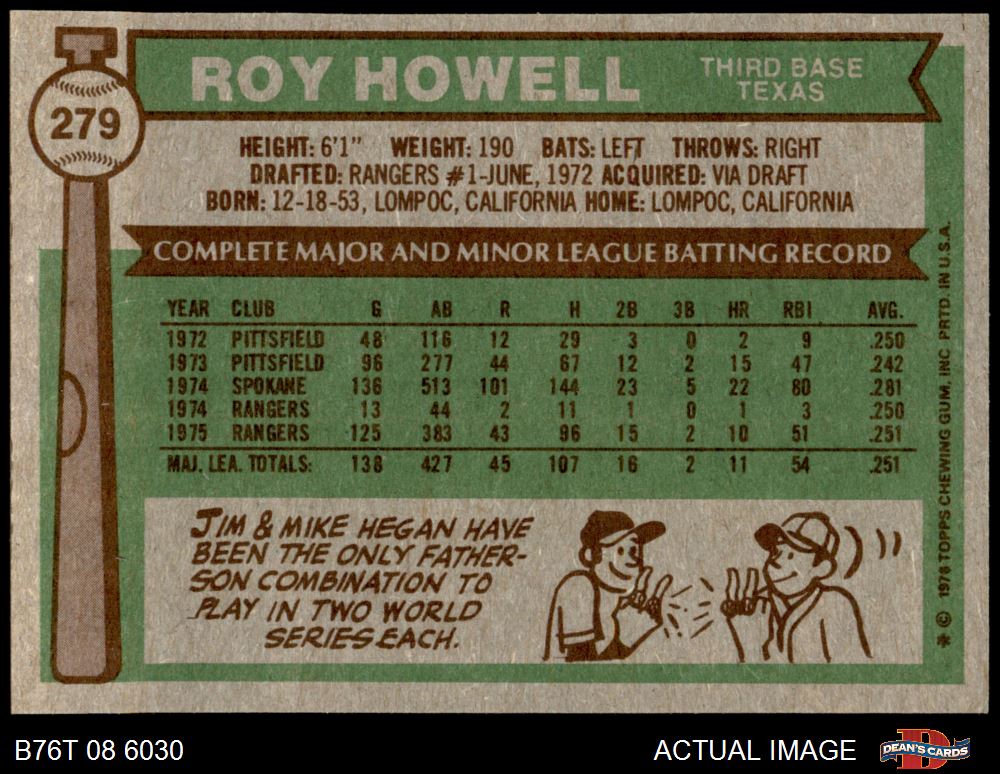 279
ROY HOWELL
THIRD BASE
TEXAS
HEIGHT: 6'1" WEIGHT: 190 BATS: LEFT THROWS: RIGHT
DRAFTED: RANGERS #1-JUNE, 1972 ACQUIRED: VIA DRAFT
BORN: 12-18-53, LOMPOC, CALIFORNIA HOME: LOMPOC, CALIFORNIA
COMPLETE MAJOR AND MINOR LEAGUE BATTING RECORD
YEAR CLUB G AB R H 2B 3B HR RBI AVG.
1972 PITTSFIELD 48 116 12 29 3 0 2 9 .250
1973 PITTSFIELD 96 277 44 67 12 2 15 47 .242
1974 SPOKANE 136 513 101 144 23 5 22 80 .281
1974 RANGERS 13 44 2 11 1 0 1 3 .250
1975 RANGERS 125 383 43 96 15 2 10 51 .251
MAJ. LEA. TOTALS: 138 427 45 107 16 2 11 54 .251
JIM & MIKE HEGAN HAVE
BEEN THE ONLY FATHER-
SON COMBINATION TO
PLAY IN TWO WORLD
SERIES EACH.
* © 1976 TOPPS CHEWING GUM, INC PRTD. IN U.S.A.
B76T 08 6030
ACTUAL IMAGE
DEAN'S CARDS